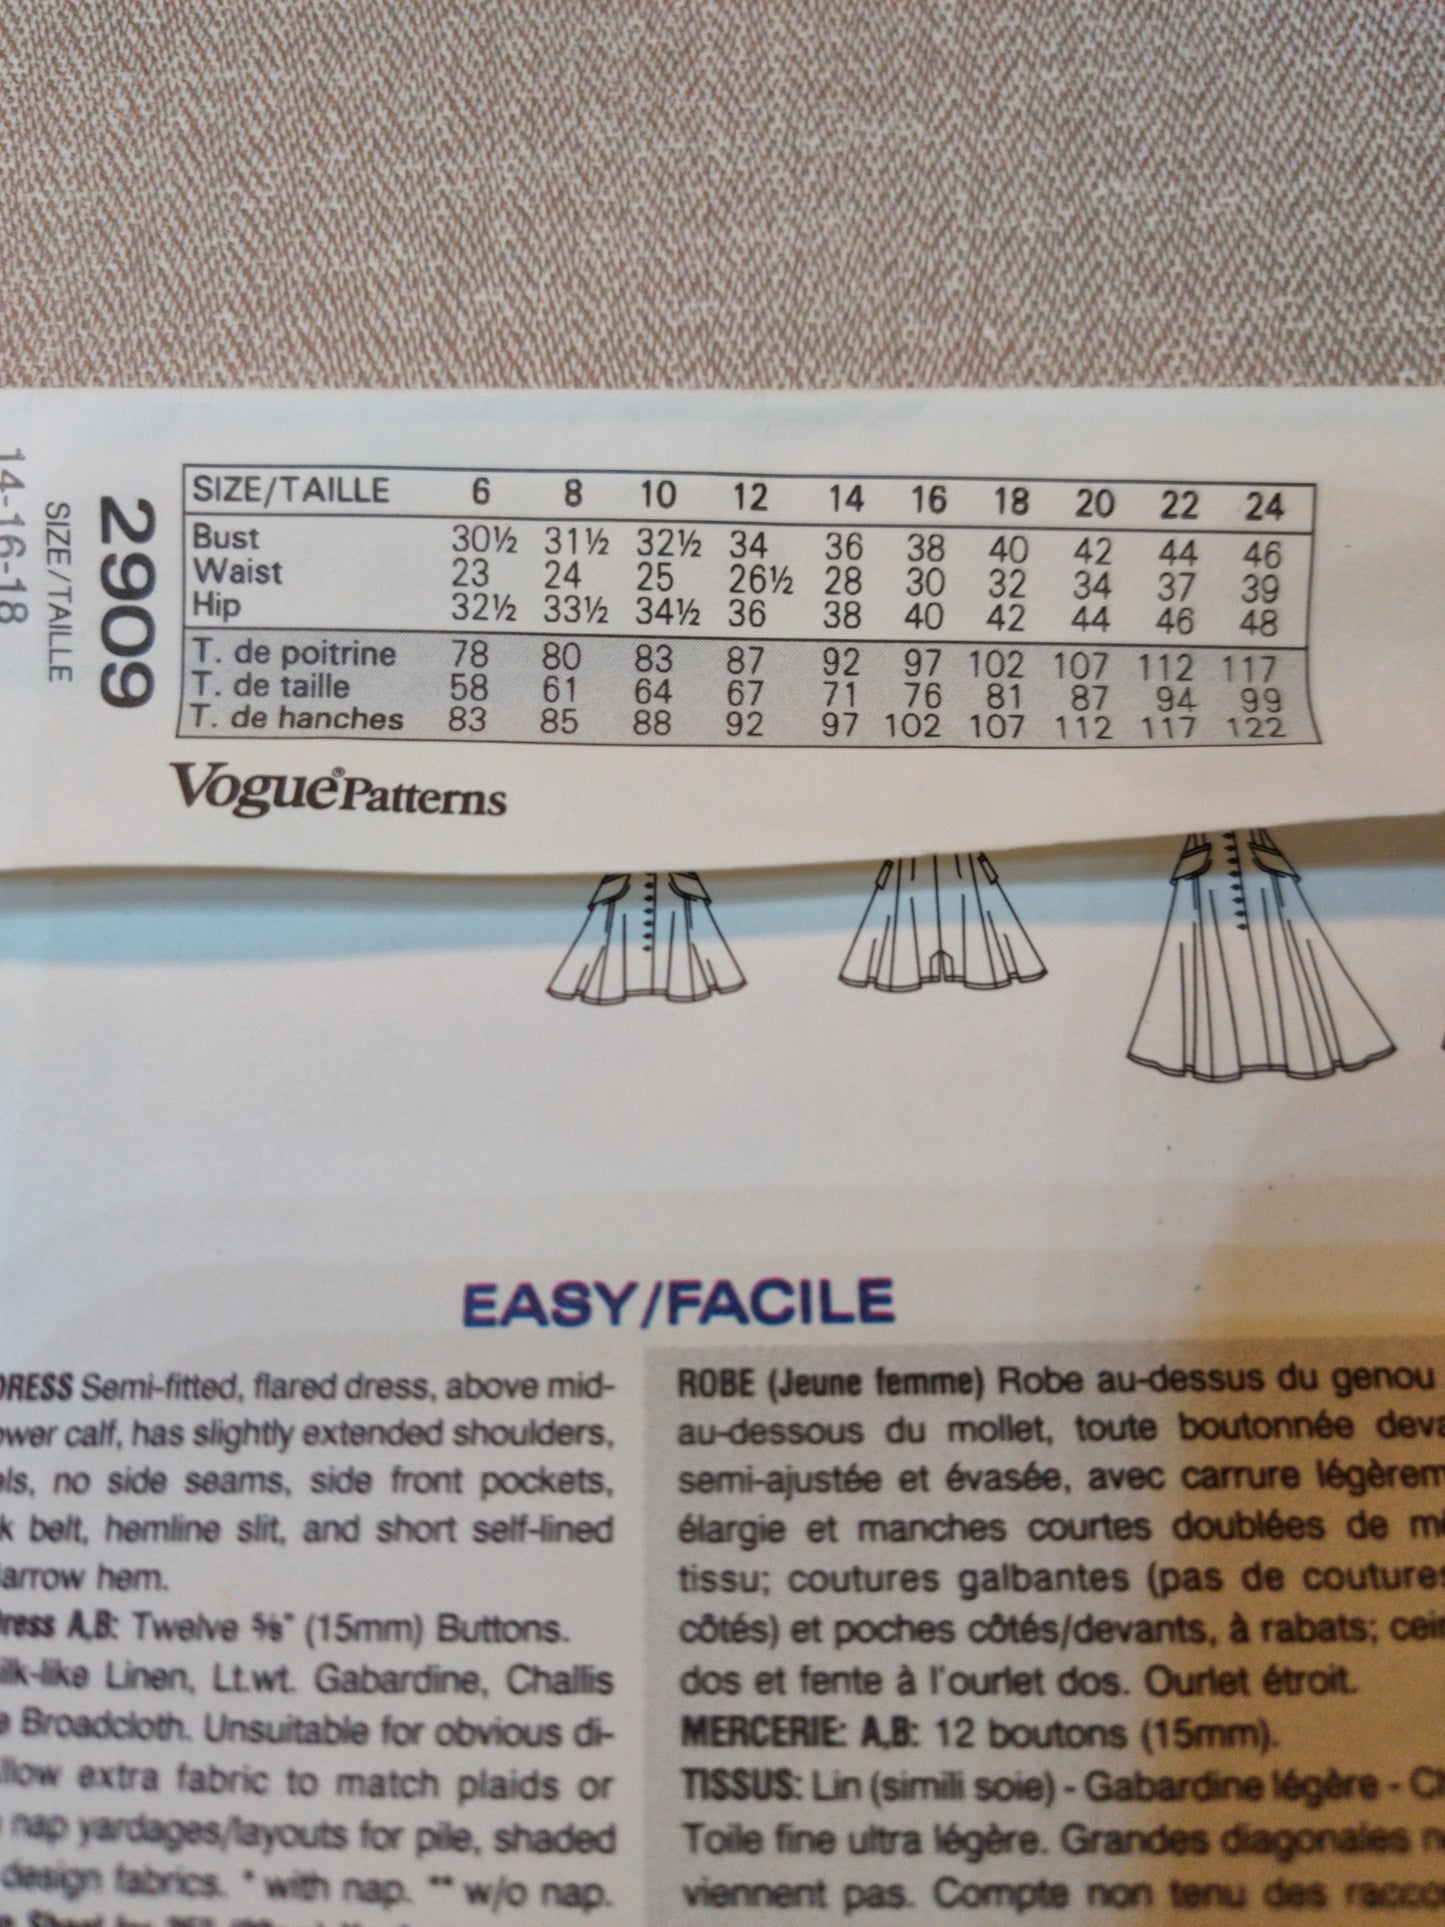 14-16-18
SIZE/TAILLE
2909
SIZE/TAILLE 6 8 10 12 14 16 18 20 22 24
Bust 30½ 31½ 32½ 34 36 38 40 42 44 46
Waist 23 24 25 26½ 28 30 32 34 37 39
Hip 32½ 33½ 34½ 36 38 40 42 44 46 48
T. de poitrine 78 80 83 87 92 97 102 107 112 117
T. de taille 58 61 64 67 71 76 81 87 94 99
T. de hanches 83 85 88 92 97 102 107 112 117 122
Vogue® Patterns
EASY/FACILE
DRESS Semi-fitted, flared dress, above mid-
calf, has slightly extended shoulders,
no side seams, side front pockets,
belt, hemline slit, and short self-lined
hem.
A,B: Twelve ⅝" (15mm) Buttons.
Linen, Lt.wt. Gabardine, Challis
Broadcloth. Unsuitable for obvious di-
extra fabric to match plaids or
nap yardages/layouts for pile, shaded
design fabrics. * with nap. ** w/o nap.
ROBE (Jeune femme) Robe au-dessus du genou
au-dessous du mollet, toute boutonnée
semi-ajustée et évasée, avec carrure
élargie et manches courtes doublées de
tissu; coutures galbantes (pas de coutures
côtés) et poches côtés/devants, à rabats;
dos et fente à l'ourlet dos. Ourlet étroit.
MERCERIE: A,B: 12 boutons (15mm).
TISSUS: Lin (simili soie) - Gabardine légère -
Toile fine ultra légère. Grandes diagonales
viennent pas. Compte non tenu des